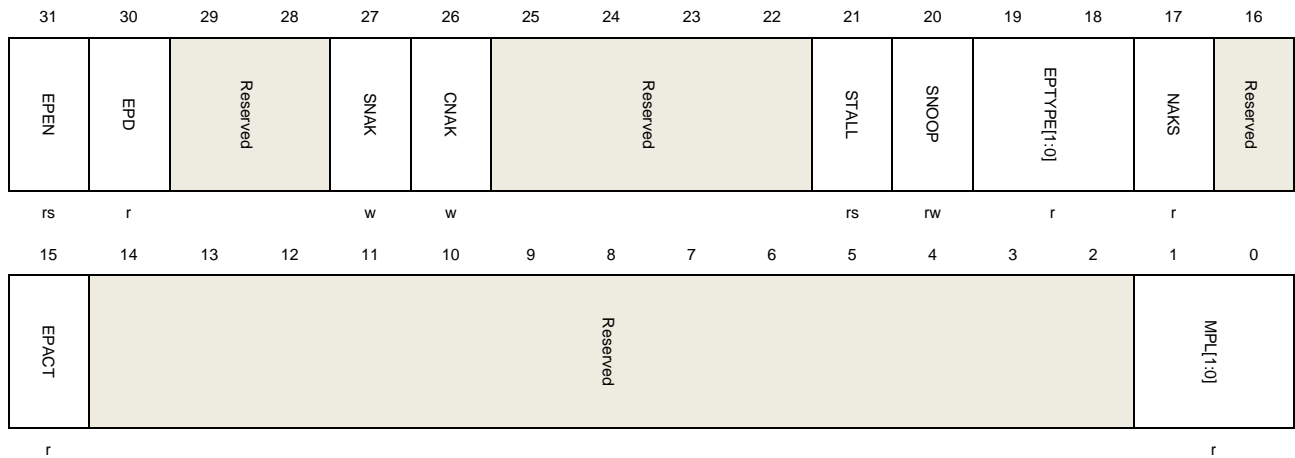 31 30 29 28 27 26 25 24 23 22 21 20 19 18 17 16
EPEN EPD Reserved SNAK CNAK Reserved STALL SNOOP EPTYPE[1:0] NAKS Reserved
rs r w w rs rw r r
15 14 13 12 11 10 9 8 7 6 5 4 3 2 1 0
EPACT Reserved MPL[1:0]
r r